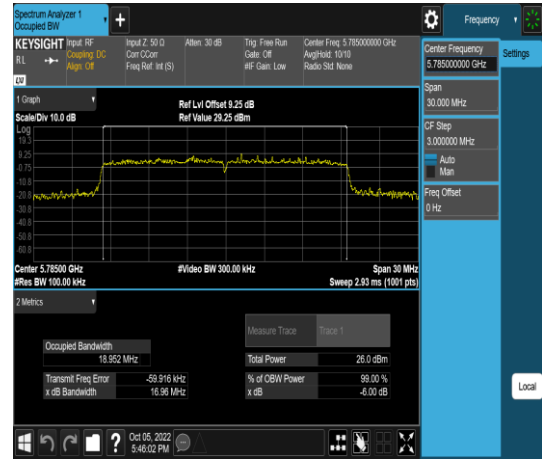 Spectrum Analyzer 1
Occupied BW
+
Frequency
KEYSIGHT
RL
LXI
Input: RF
Coupling: DC
Align: Off
Input Z: 50 Ω
Corr CCorr
Freq Ref: Int (S)
Atten: 30 dB
Trig: Free Run
Gate: Off
#IF Gain: Low
Center Freq: 5.785000000 GHz
Avg|Hold: 10/10
Radio Std: None
Center Frequency
5.785000000 GHz
Settings
Span
30.000 MHz
CF Step
3.000000 MHz
Auto
Man
Freq Offset
0 Hz
Local
1 Graph
Scale/Div 10.0 dB
Ref Lvl Offset 9.25 dB
Ref Value 29.25 dBm
Log
19.3
9.25
-0.75
-10.8
-20.8
-30.8
-40.8
-50.8
-60.8
Center 5.78500 GHz
#Res BW 100.00 kHz
#Video BW 300.00 kHz
Span 30 MHz
Sweep 2.93 ms (1001 pts)
2 Metrics
Measure Trace
Trace 1
Occupied Bandwidth
18.952 MHz
Total Power
26.0 dBm
Transmit Freq Error
-59.916 kHz
% of OBW Power
99.00 %
x dB Bandwidth
16.96 MHz
x dB
-6.00 dB
?
Oct 05, 2022
5:46:02 PM